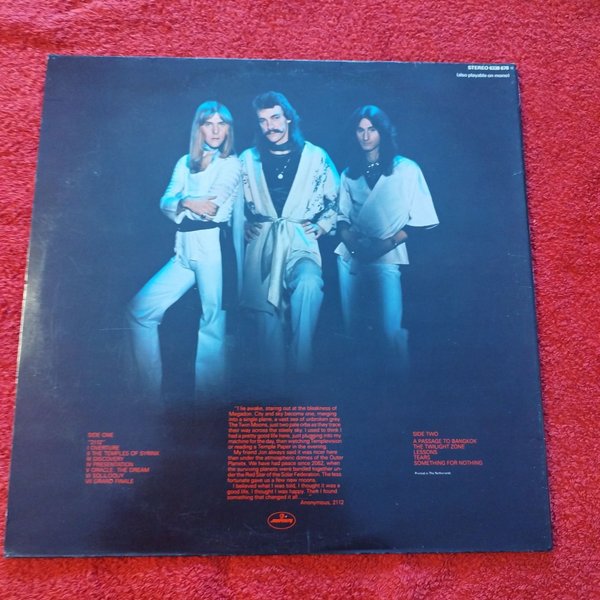 STEREO 6338 678
(also playable on mono)
SIDE ONE
"2112"
I OVERTURE
II THE TEMPLES OF SYRINX
III DISCOVERY
IV PRESENTATION
V ORACLE: THE DREAM
VI SOLILOQUY
VII GRAND FINALE
"I lie awake, staring out at the bleakness of
Megadon. City and sky become one, merging
into a single plane, a vast sea of unbroken grey.
The Twin Moons, just two pale orbs as they trace
their way across the steely sky. I used to think I
had a pretty good life here, just plugging into my
machine for the day, then watching Templevision
or reading a Temple Paper in the evening.
My friend Jon always said it was nicer here
than under the atmospheric domes of the Outer
Planets. We have had peace since 2062, when
the surviving planets were banded together un-
der the Red Star of the Solar Federation. The less
fortunate gave us a few new moons.
I believed what I was told, I thought it was a
good life, I thought I was happy. Then I found
something that changed it all..."
Anonymous, 2112
SIDE TWO
A PASSAGE TO BANGKOK
THE TWILIGHT ZONE
LESSONS
TEARS
SOMETHING FOR NOTHING
Printed in The Netherlands
mercury